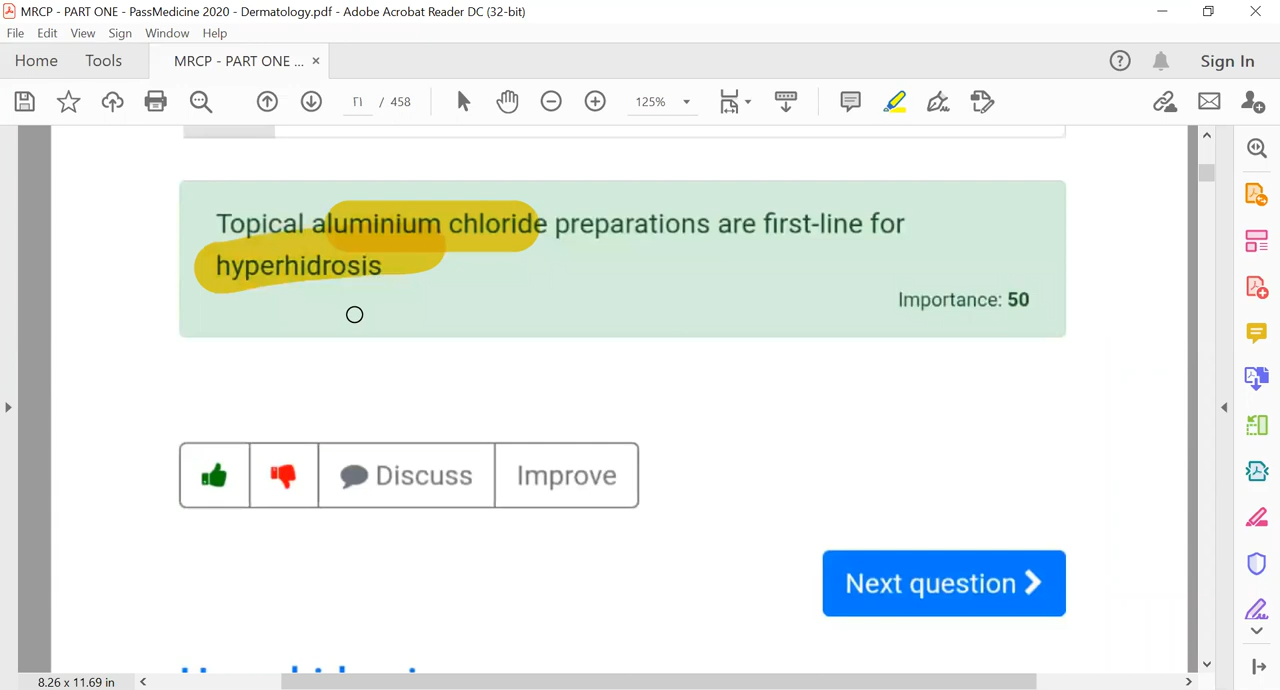 MRCP - PART ONE - PassMedicine 2020 - Dermatology.pdf - Adobe Acrobat Reader DC (32-bit)
File Edit View Sign Window Help
Home Tools MRCP - PART ONE ... × Sign In
/ 458 125%
Topical aluminium chloride preparations are first-line for
hyperhidrosis
Importance: 50
Discuss Improve
Next question
8.26 x 11.69 in